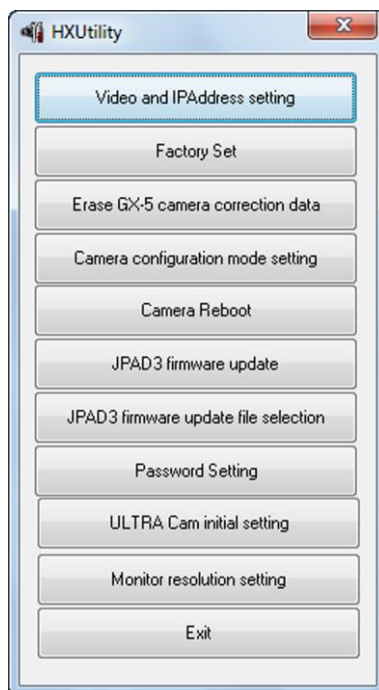 HXUtility
Video and IPAddress setting
Factory Set
Erase GX-5 camera correction data
Camera configuration mode setting
Camera Reboot
JPAD3 firmware update
JPAD3 firmware update file selection
Password Setting
ULTRA Cam initial setting
Monitor resolution setting
Exit